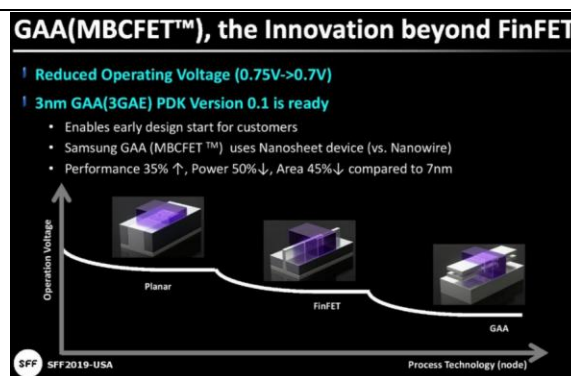 GAA(MBCFET™), the Innovation beyond FinFET
Reduced Operating Voltage (0.75V->0.7V)
3nm GAA(3GAE) PDK Version 0.1 is ready
• Enables early design start for customers
• Samsung GAA (MBCFET ™) uses Nanosheet device (vs. Nanowire)
• Performance 35% ↑, Power 50%↓, Area 45%↓ compared to 7nm
Operation Voltage
Planar
FinFET
GAA
SFF SFF2019-USA
Process Technology (node)